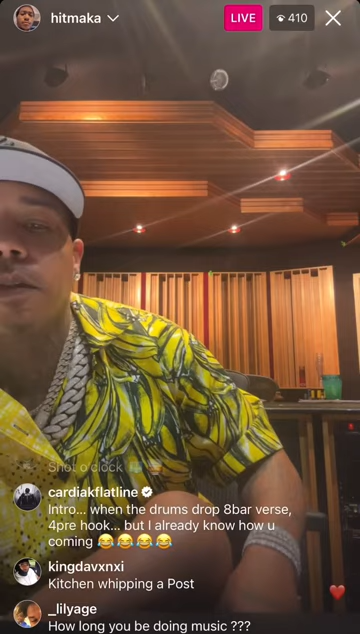 hitmaka
LIVE
410
Shot o'clock
cardiakflatline
Intro... when the drums drop 8bar verse,
4pre hook... but I already know how u
coming 😂😂😂😂
kingdavxnxi
Kitchen whipping a Post
_lilyage
How long you be doing music ???